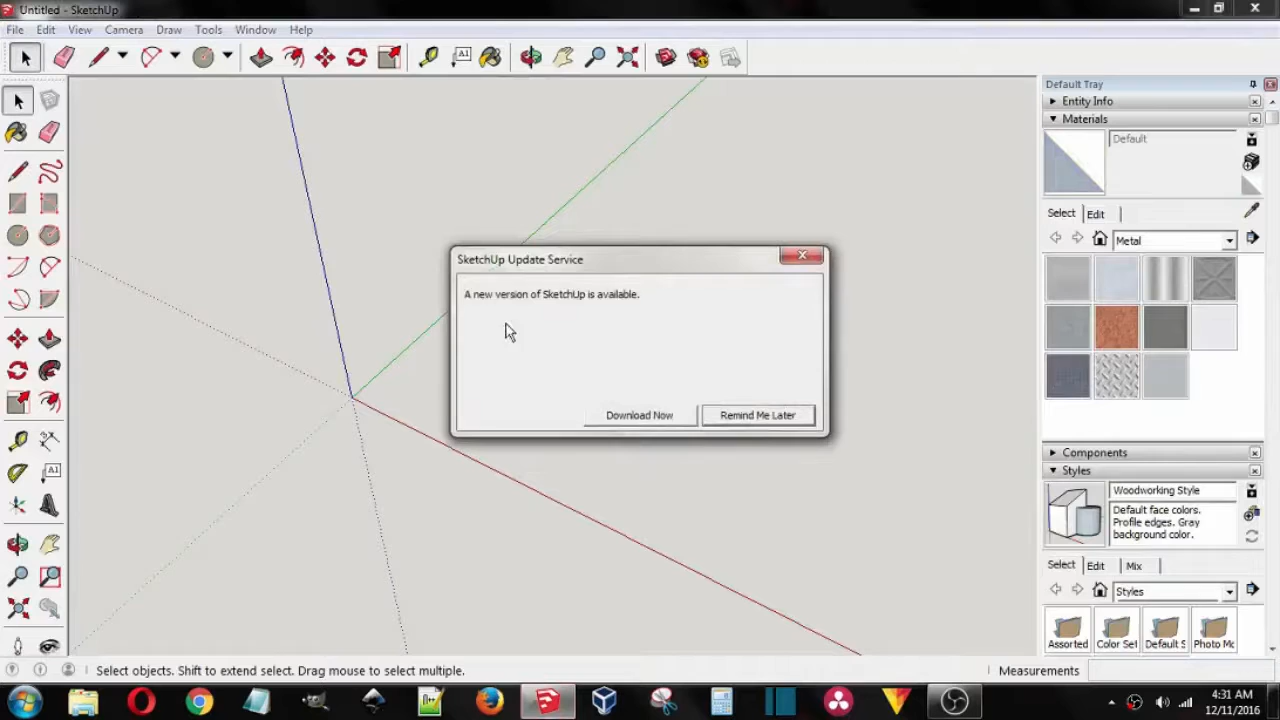 Untitled - SketchUp
File Edit View Camera Draw Tools Window Help
A1
Default Tray
Entity Info
Materials
Default
Select Edit
Metal
SketchUp Update Service
A new version of SketchUp is available.
Download Now Remind Me Later
A1
Components
Styles
Woodworking Style
Default face colors.
Profile edges. Gray
background color.
Select Edit Mix
Styles
Assorted Color Set Default S Photo Mo
Select objects. Shift to extend select. Drag mouse to select multiple.
Measurements
4:31 AM
12/11/2016